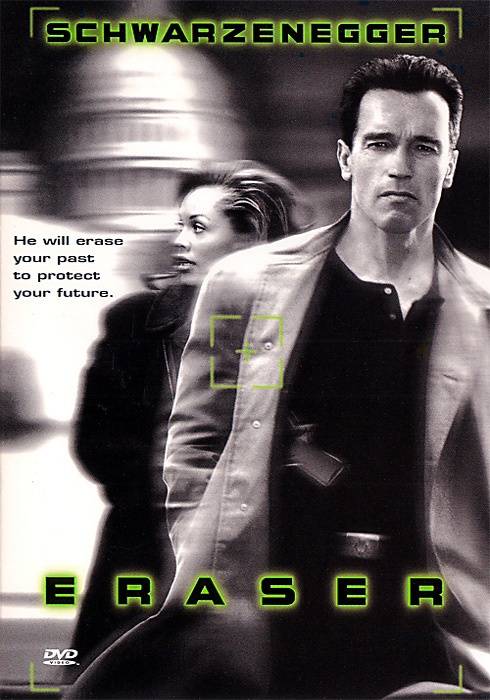 SCHWARZENEGGER
He will erase
your past
to protect
your future.
ERASER
DVD
VIDEO